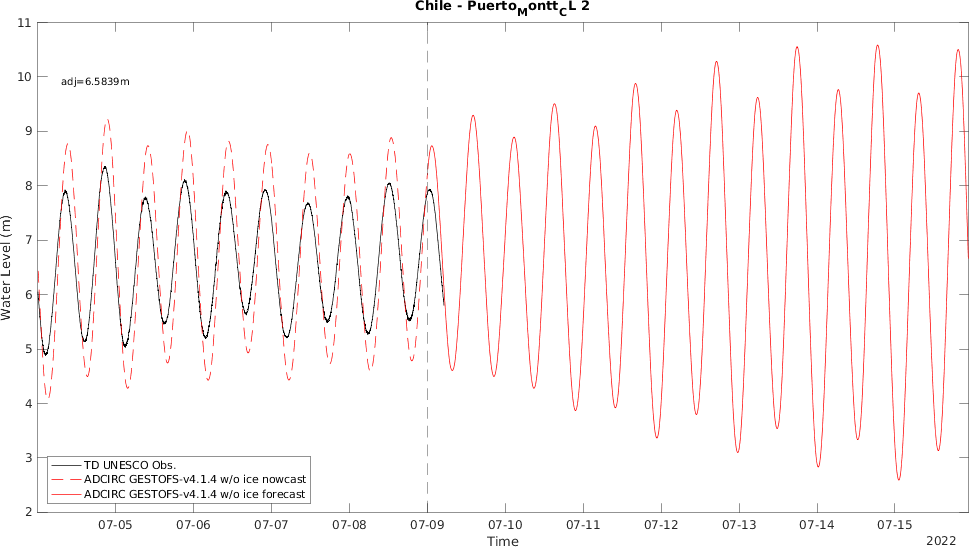 Chile - PuertoMonttCL 2
11
10
9
8
7
6
5
4
3
2
adj=6.5839m
Water Level (m)
TD UNESCO Obs.
ADCIRC GESTOFS-v4.1.4 w/o ice nowcast
ADCIRC GESTOFS-v4.1.4 w/o ice forecast
07-05 07-06 07-07 07-08 07-09 07-10 07-11 07-12 07-13 07-14 07-15
Time
2022